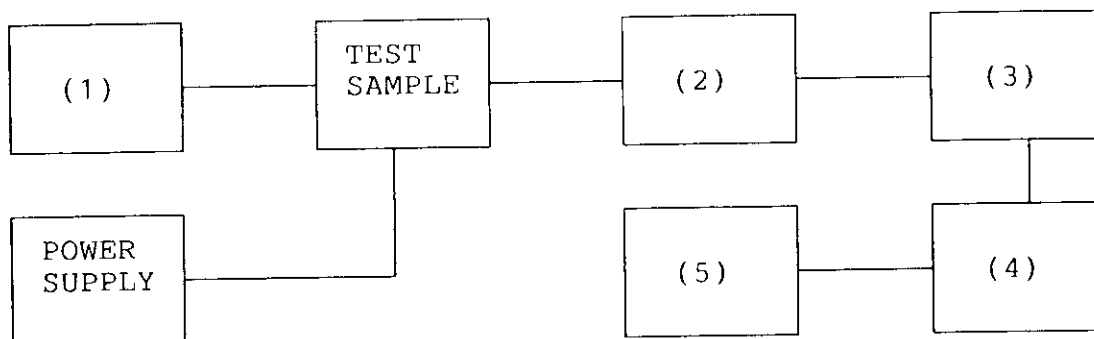 (1)
TEST
SAMPLE
(2)
(3)
POWER
SUPPLY
(5)
(4)